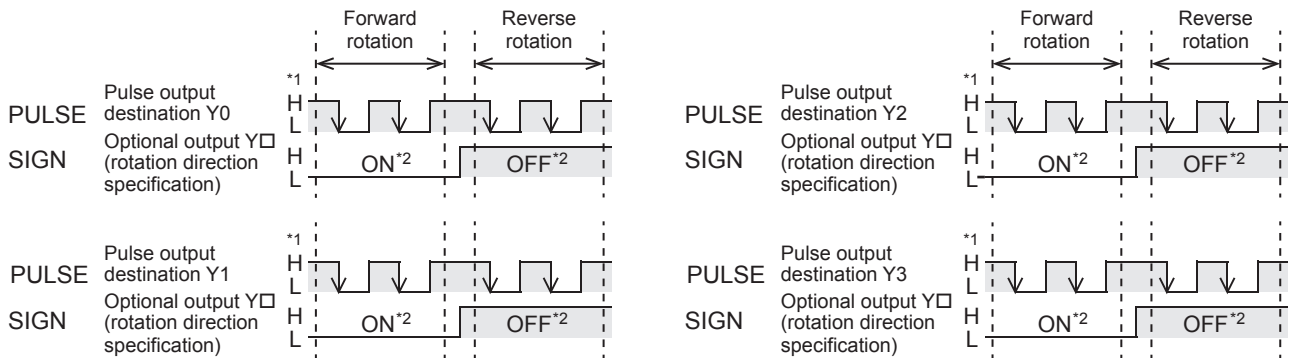 Forward
rotation
Reverse
rotation
PULSE
Pulse output
destination Y0
*1
H
L
SIGN
Optional output Y□
(rotation direction
specification)
H
L
ON*2
OFF*2
Forward
rotation
Reverse
rotation
PULSE
Pulse output
destination Y2
*1
H
L
SIGN
Optional output Y□
(rotation direction
specification)
H
L
ON*2
OFF*2
PULSE
Pulse output
destination Y1
*1
H
L
SIGN
Optional output Y□
(rotation direction
specification)
H
L
ON*2
OFF*2
PULSE
Pulse output
destination Y3
*1
H
L
SIGN
Optional output Y□
(rotation direction
specification)
H
L
ON*2
OFF*2